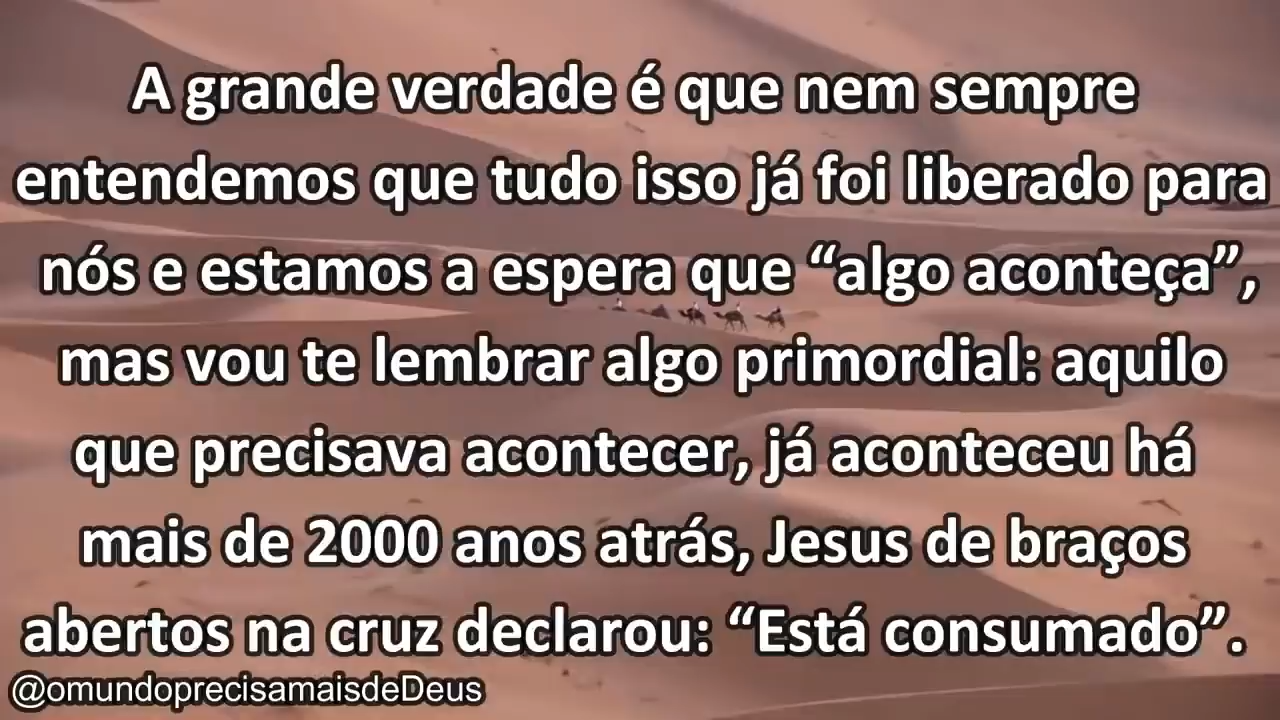 A grande verdade é que nem sempre
entendemos que tudo isso já foi liberado para
nós e estamos a espera que “algo aconteça”,
mas vou te lembrar algo primordial: aquilo
que precisava acontecer, já aconteceu há
mais de 2000 anos atrás, Jesus de braços
abertos na cruz declarou: “Está consumado”.
@omundoprecisamaisdeDeus